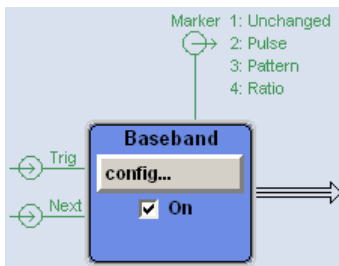 Marker 1: Unchanged
2: Pulse
3: Pattern
4: Ratio
Baseband
Trig
config...
Next
On